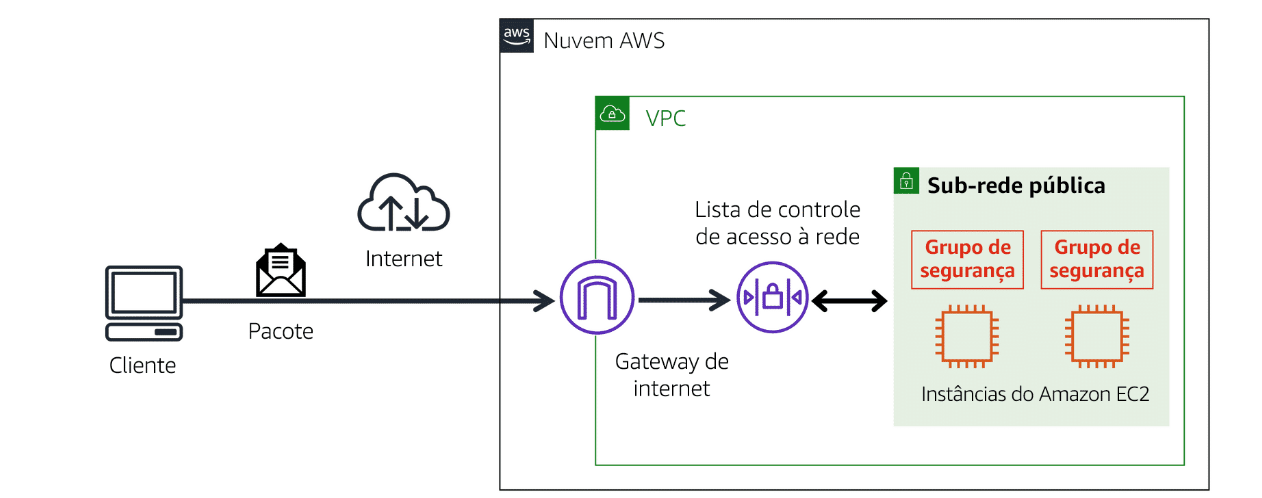 aws
Nuvem AWS
VPC
Sub-rede pública
Lista de controle
de acesso à rede
Grupo de
segurança
Grupo de
segurança
Internet
Pacote
Cliente
Gateway de
internet
Instâncias do Amazon EC2